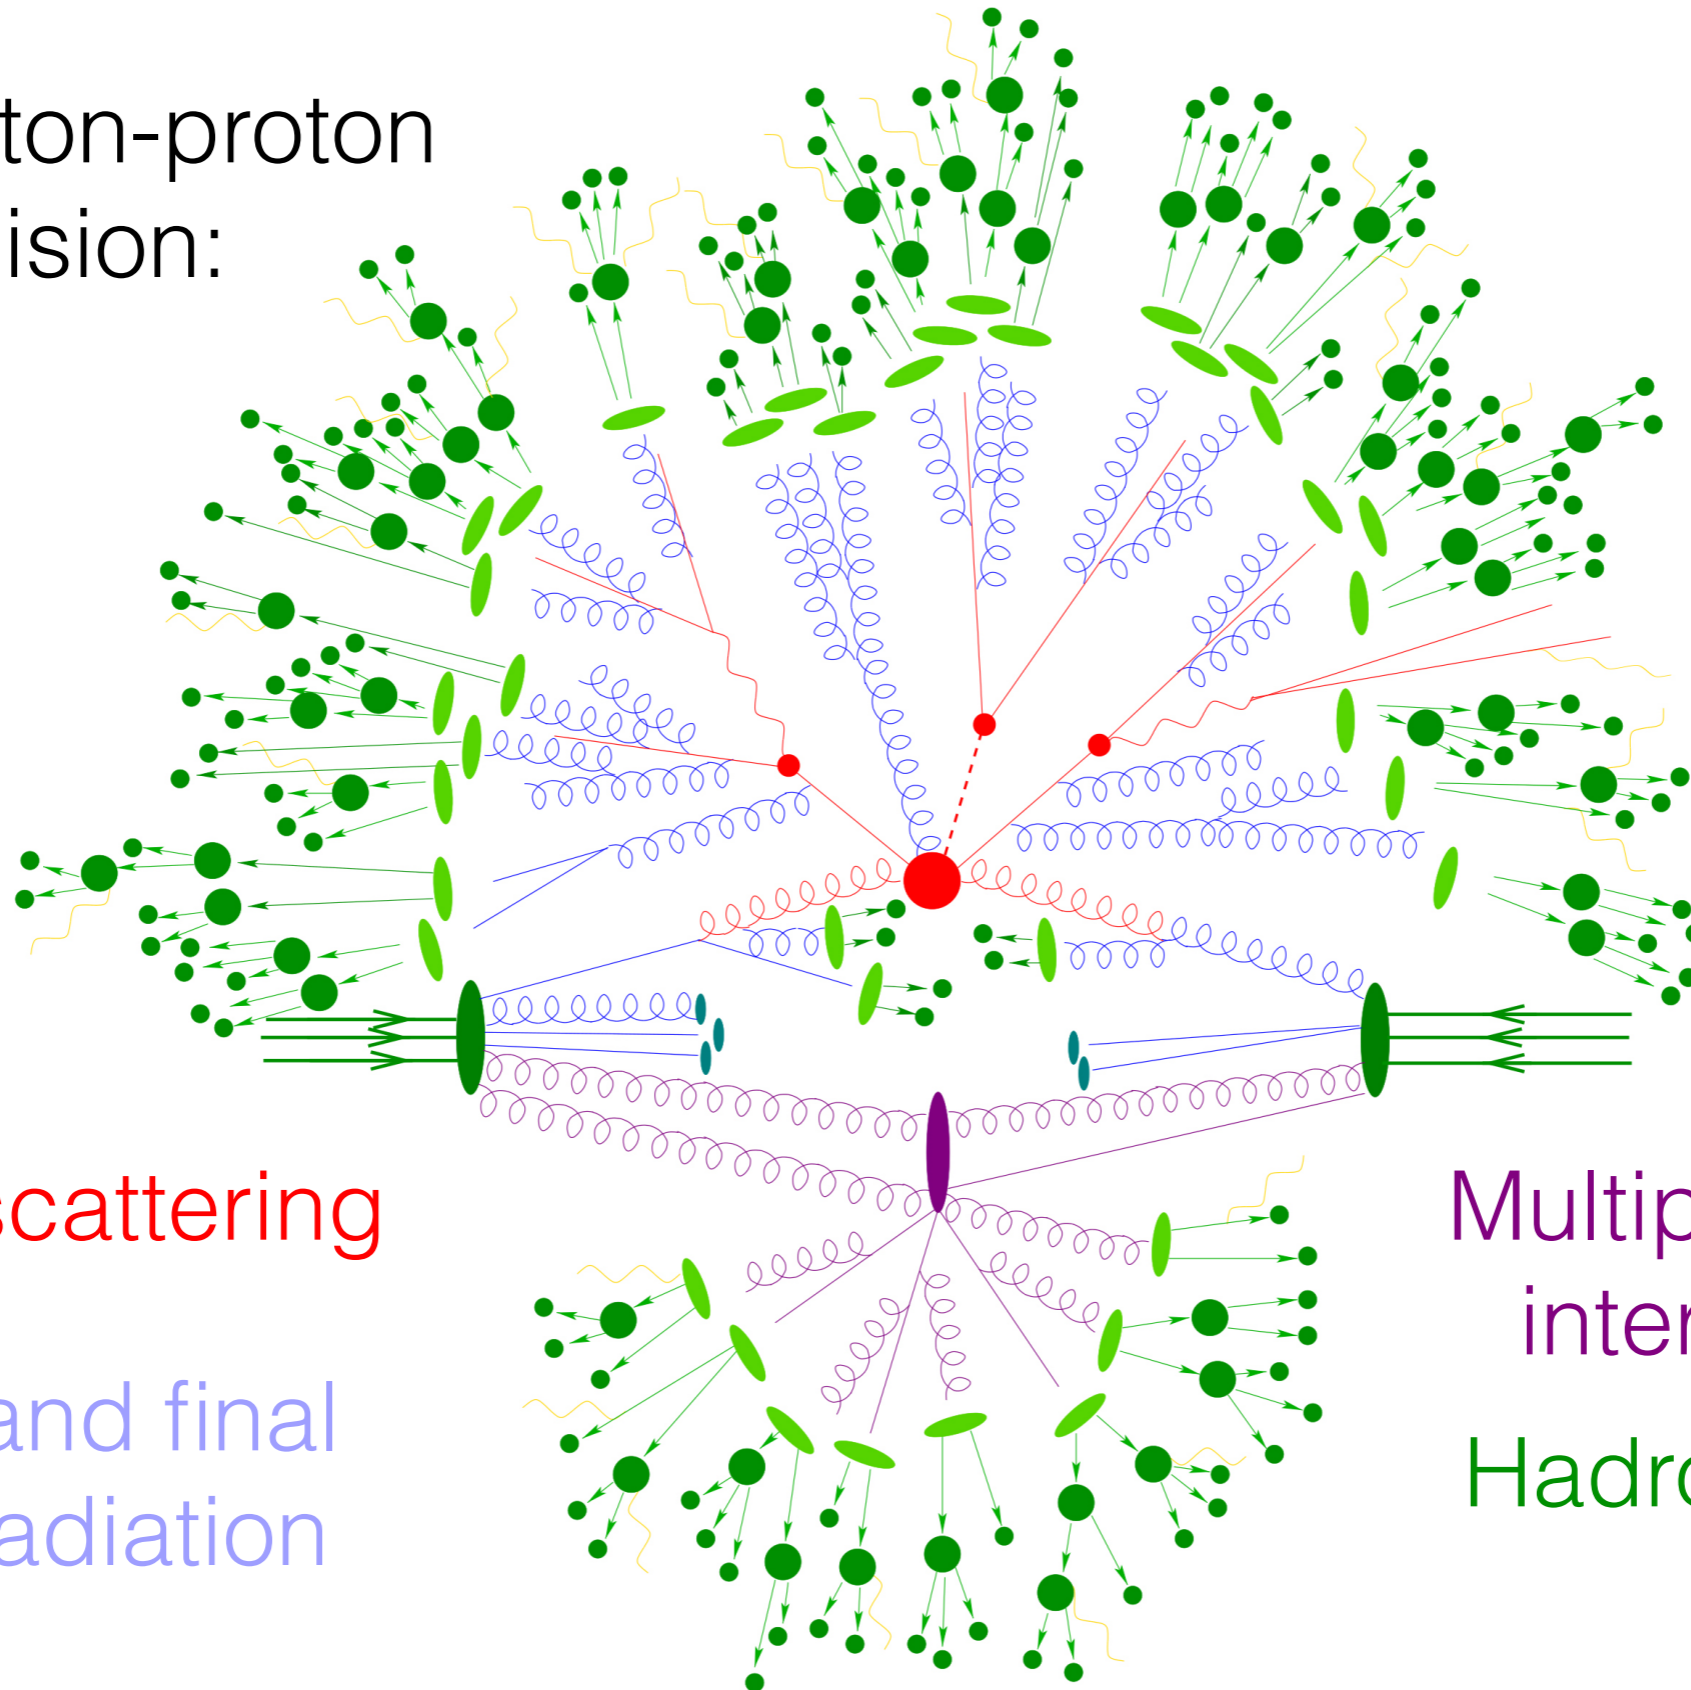 ton-proton
ision:
scattering
and final
adiation
Multip
inter
Hadro